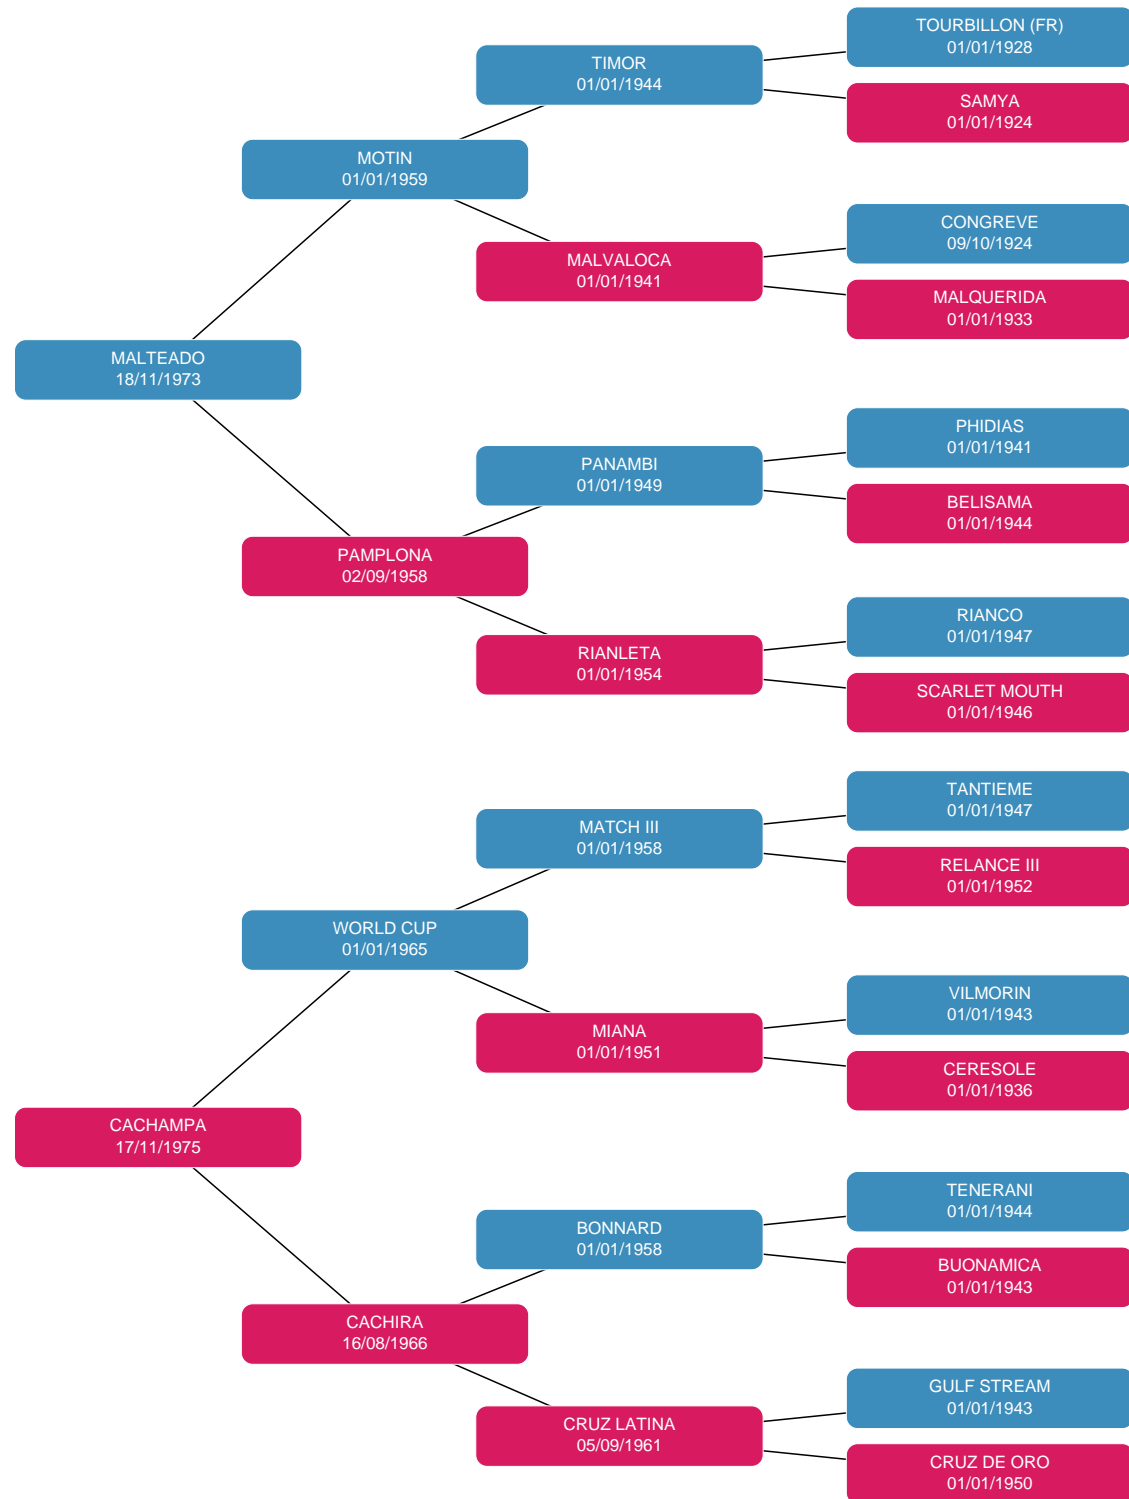 TOURBILLON (FR)
01/01/1928
TIMOR
01/01/1944
SAMYA
01/01/1924
MOTIN
01/01/1959
CONGREVE
09/10/1924
MALVALOCA
01/01/1941
MALQUERIDA
01/01/1933
MALTEADO
18/11/1973
PHIDIAS
01/01/1941
PANAMBI
01/01/1949
BELISAMA
01/01/1944
PAMPLONA
02/09/1958
RIANCO
01/01/1947
RIANLETA
01/01/1954
SCARLET MOUTH
01/01/1946
TANTIEME
01/01/1947
MATCH III
01/01/1958
RELANCE III
01/01/1952
WORLD CUP
01/01/1965
VILMORIN
01/01/1943
MIANA
01/01/1951
CERESOLE
01/01/1936
CACHAMPA
17/11/1975
TENERANI
01/01/1944
BONNARD
01/01/1958
BUONAMICA
01/01/1943
CACHIRA
16/08/1966
GULF STREAM
01/01/1943
CRUZ LATINA
05/09/1961
CRUZ DE ORO
01/01/1950